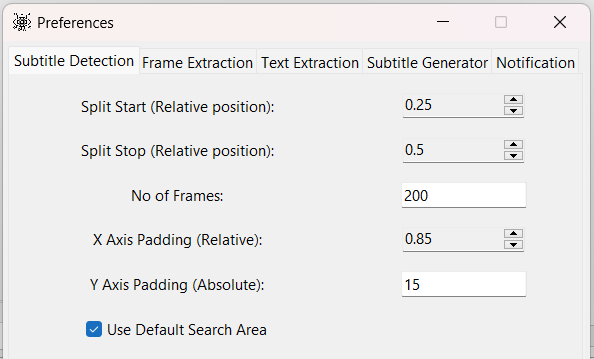 Preferences
Subtitle Detection Frame Extraction Text Extraction Subtitle Generator Notification
Split Start (Relative position): 0.25
Split Stop (Relative position): 0.5
No of Frames: 200
X Axis Padding (Relative): 0.85
Y Axis Padding (Absolute): 15
Use Default Search Area